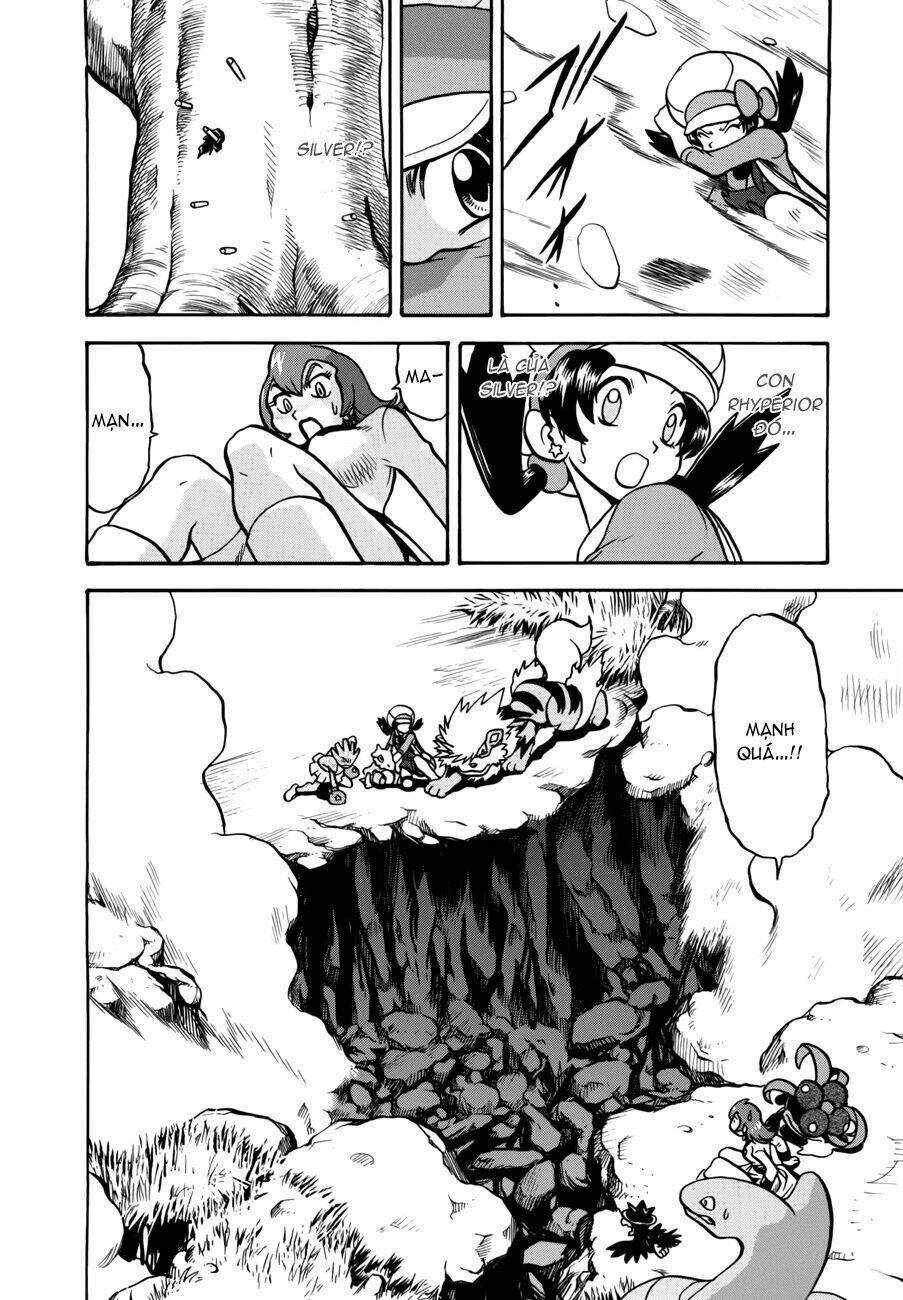 SILVER!?
CON
RHYPERIOR
ĐÓ...
LÀ CỦA
SILVER!?
MA-
MẠN...
MẠNH
QUÁ...!!